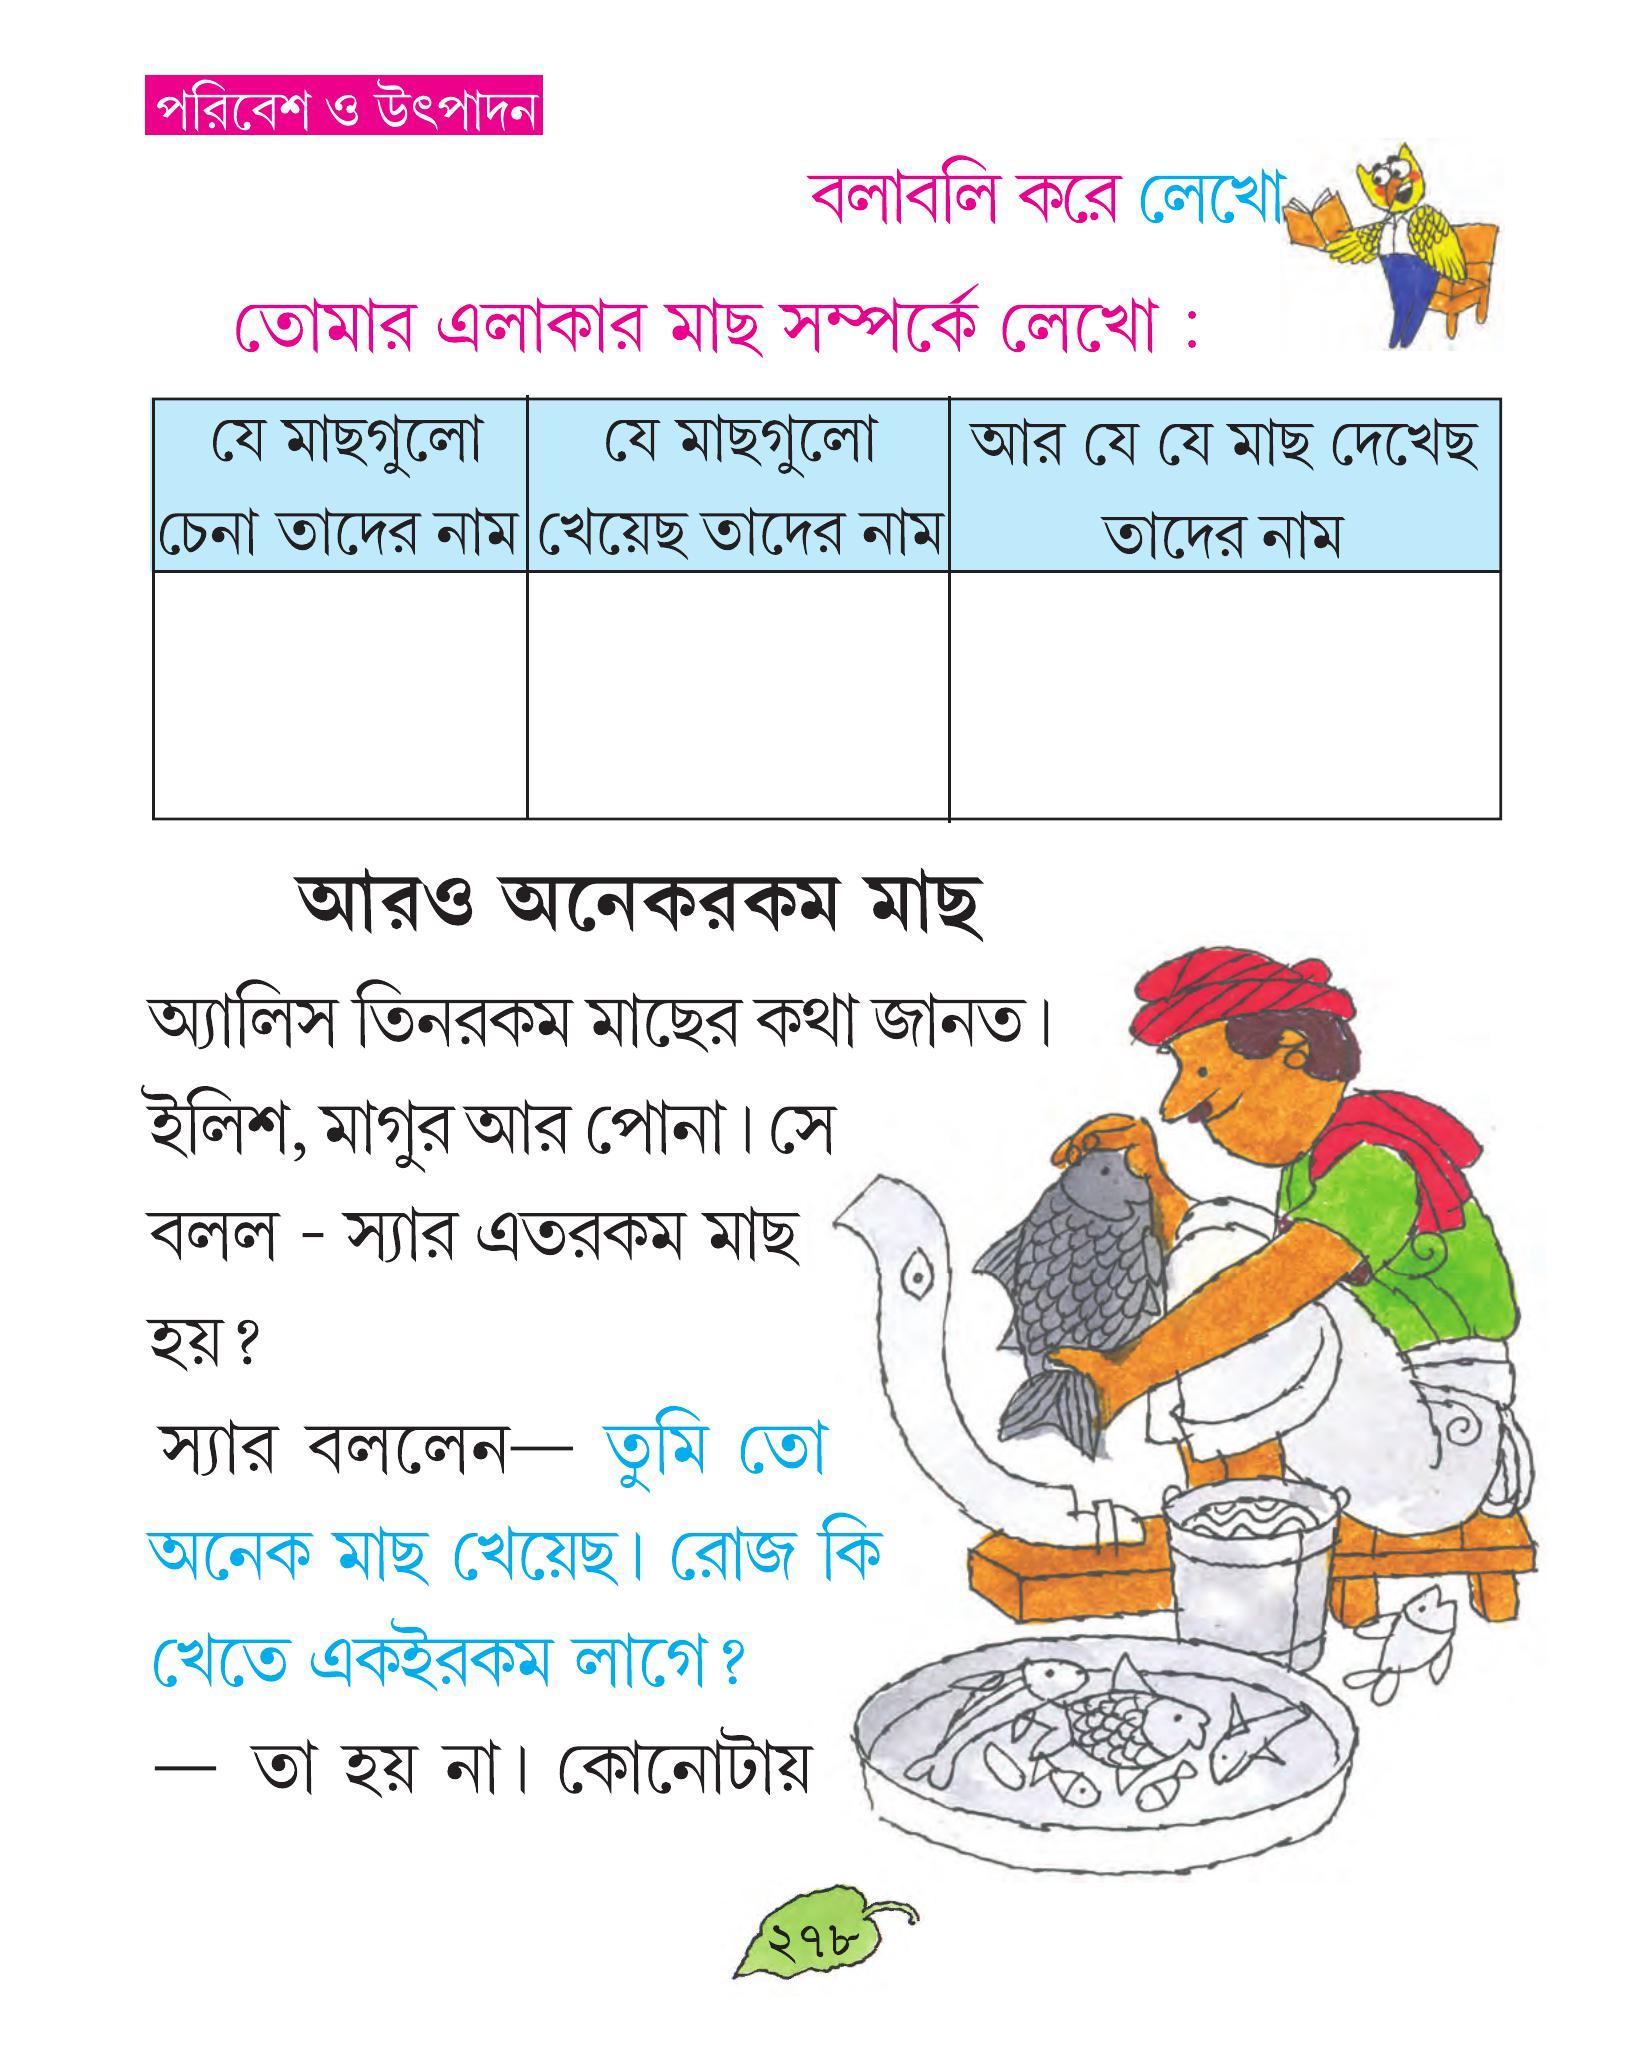 পরিবেশ ও উৎপাদন
বলাবলি করে লেখো
তোমার এলাকার মাছ সম্পর্কে লেখো :
যে মাছগুলো
চেনা তাদের নাম
যে মাছগুলো
খেয়েছ তাদের নাম
আর যে যে মাছ দেখেছ
তাদের নাম
আরও অনেকরকম মাছ
অ্যালিস তিনরকম মাছের কথা জানত।
ইলিশ, মাগুর আর পোনা। সে
বলল - স্যার এতরকম মাছ
হয়?
স্যার বললেন— তুমি তো
অনেক মাছ খেয়েছ। রোজ কি
খেতে একইরকম লাগে?
— তা হয় না। কোনোটায়
২৭৮